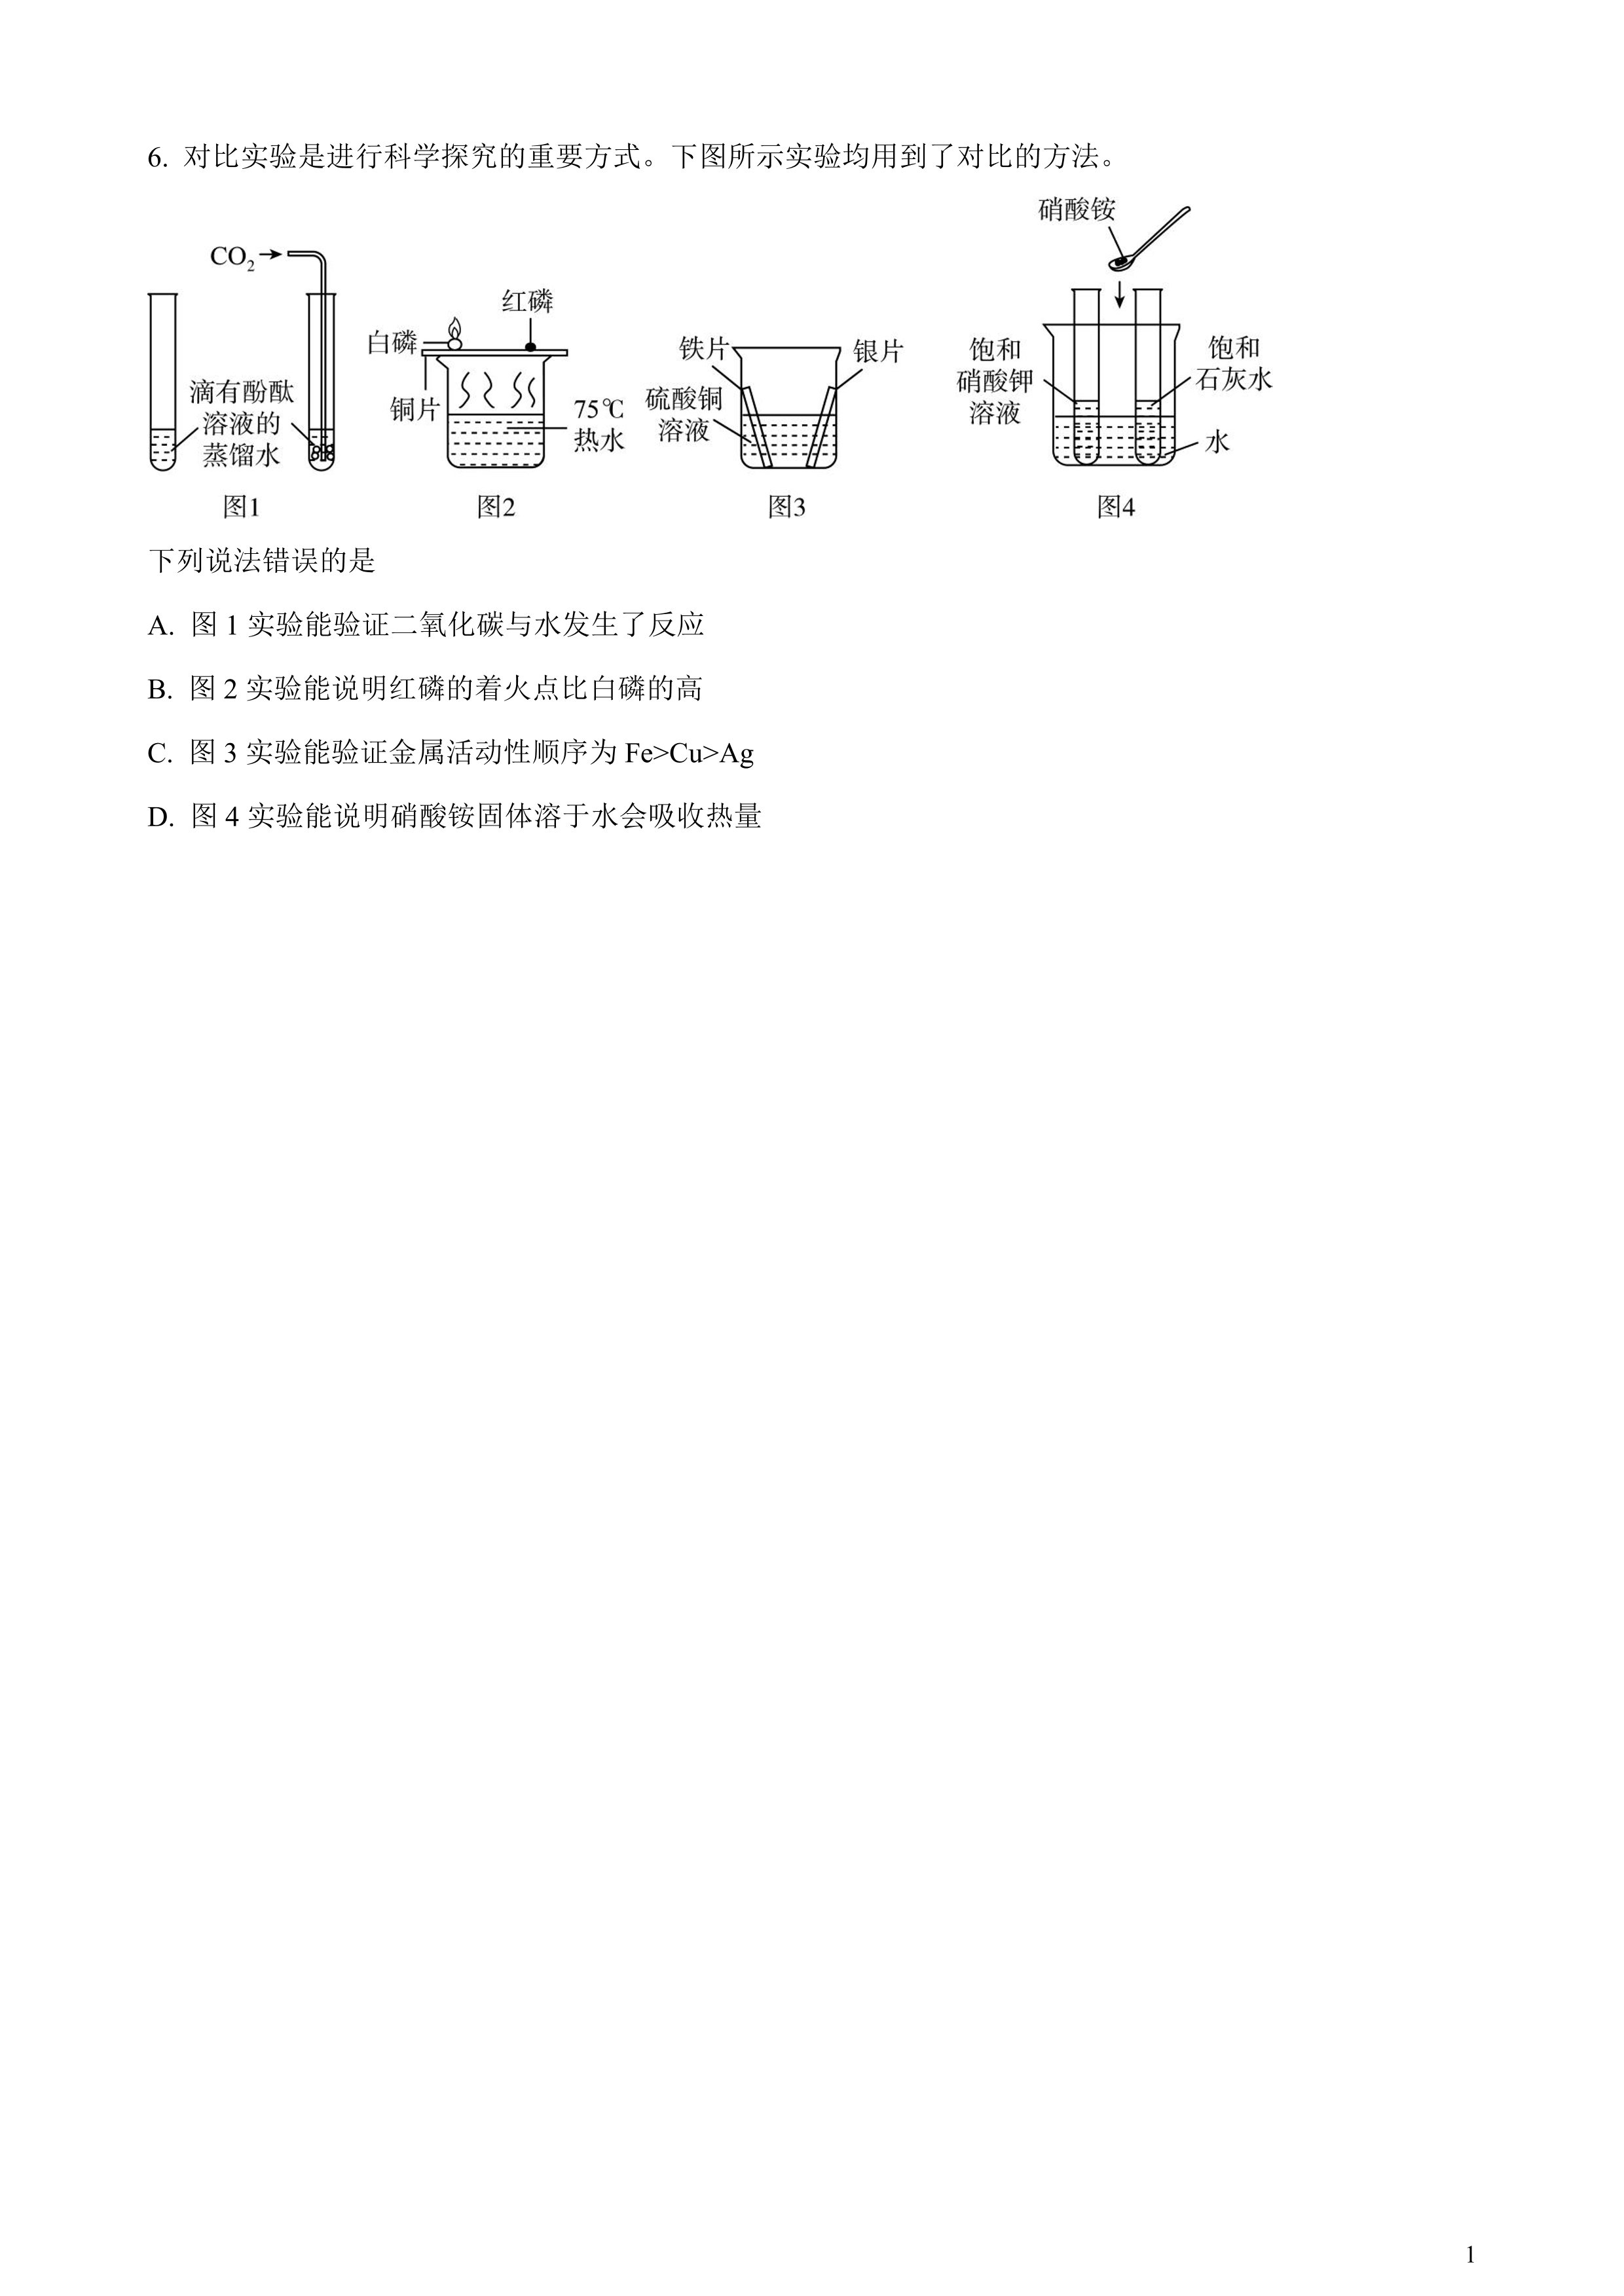 6. 对比实验是进行科学探究的重要方式。下图所示实验均用到了对比的方法。
CO₂
滴有酚酞
溶液的
蒸馏水
图1
白磷
红磷
铜片
75℃
热水
图2
铁片
银片
硫酸铜
溶液
图3
硝酸铵
饱和
硝酸钾
溶液
饱和
石灰水
水
图4
下列说法错误的是
A. 图 1 实验能验证二氧化碳与水发生了反应
B. 图 2 实验能说明红磷的着火点比白磷的高
C. 图 3 实验能验证金属活动性顺序为 Fe>Cu>Ag
D. 图 4 实验能说明硝酸铵固体溶于水会吸收热量
1